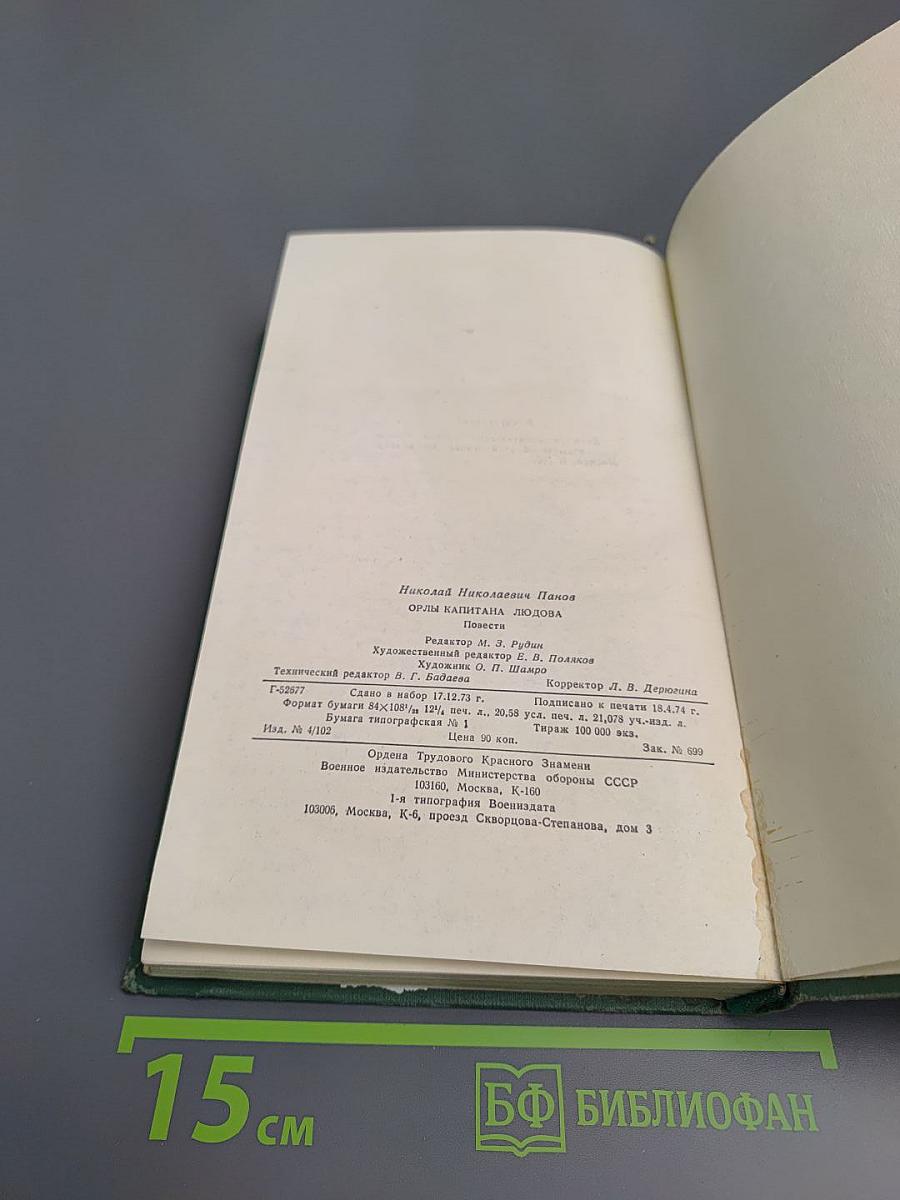 Николай Николаевич Панов
ОРЛЫ КАПИТАНА ЛЮДОВА
Повести
Редактор М. З. Рудин
Художественный редактор Е. В. Поляков
Художник О. П. Шамро
Технический редактор В. Г. Бадаева Корректор Л. В. Дерюгина
Г-52677 Сдано в набор 17.12.73 г. Подписано к печати 18.4.74 г.
Формат бумаги 84×108¹/₃₂ 12¹/₄ печ. л., 20,58 усл. печ. л. 21,078 уч.-изд. л.
Бумага типографская № 1 Тираж 100 000 экз.
Изд. № 4/102 Цена 90 коп. Зак. № 699
Ордена Трудового Красного Знамени
Военное издательство Министерства обороны СССР
103160, Москва, К-160
1-я типография Воениздата
103006, Москва, К-6, проезд Скворцова-Степанова, дом 3
15 см
БФ БИБЛИОФАН